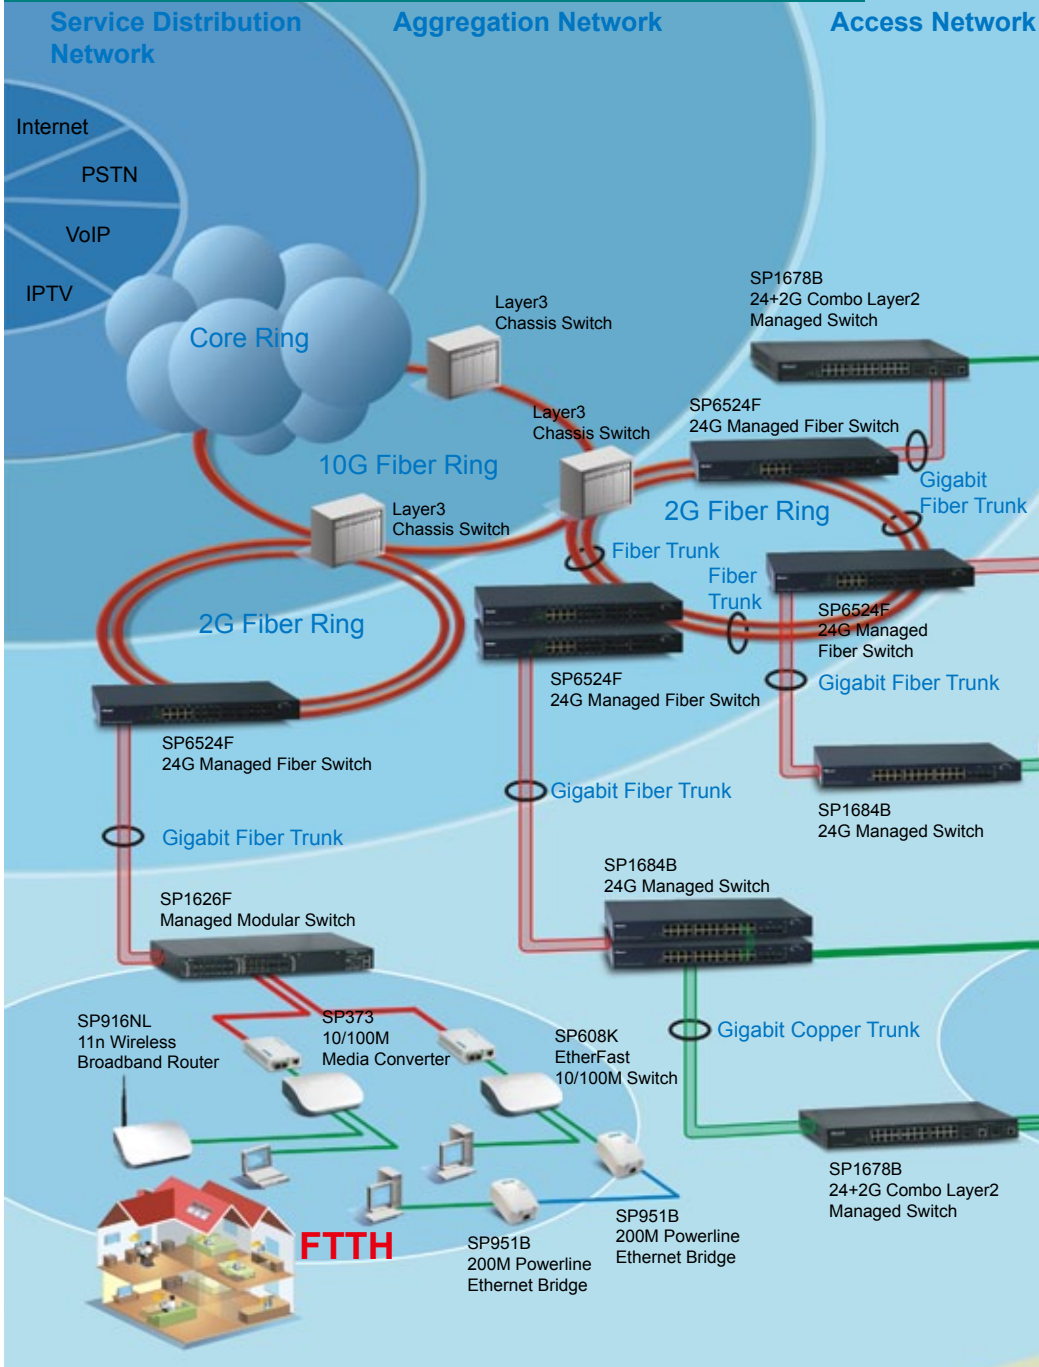 Service Distribution
Network
Aggregation Network
Access Network
Internet
PSTN
VoIP
IPTV
Core Ring
Layer3
Chassis Switch
SP1678B
24+2G Combo Layer2
Managed Switch
Layer3
Chassis Switch
SP6524F
24G Managed Fiber Switch
10G Fiber Ring
Gigabit
Fiber Trunk
Layer3
Chassis Switch
2G Fiber Ring
Fiber Trunk
Fiber
Trunk
2G Fiber Ring
SP6524F
24G Managed
Fiber Switch
SP6524F
24G Managed Fiber Switch
Gigabit Fiber Trunk
SP6524F
24G Managed Fiber Switch
Gigabit Fiber Trunk
SP1684B
24G Managed Switch
Gigabit Fiber Trunk
SP1684B
24G Managed Switch
SP1626F
Managed Modular Switch
SP916NL
11n Wireless
Broadband Router
SP373
10/100M
Media Converter
SP608K
EtherFast
10/100M Switch
Gigabit Copper Trunk
SP1678B
24+2G Combo Layer2
Managed Switch
FTTH
SP951B
200M Powerline
Ethernet Bridge
SP951B
200M Powerline
Ethernet Bridge